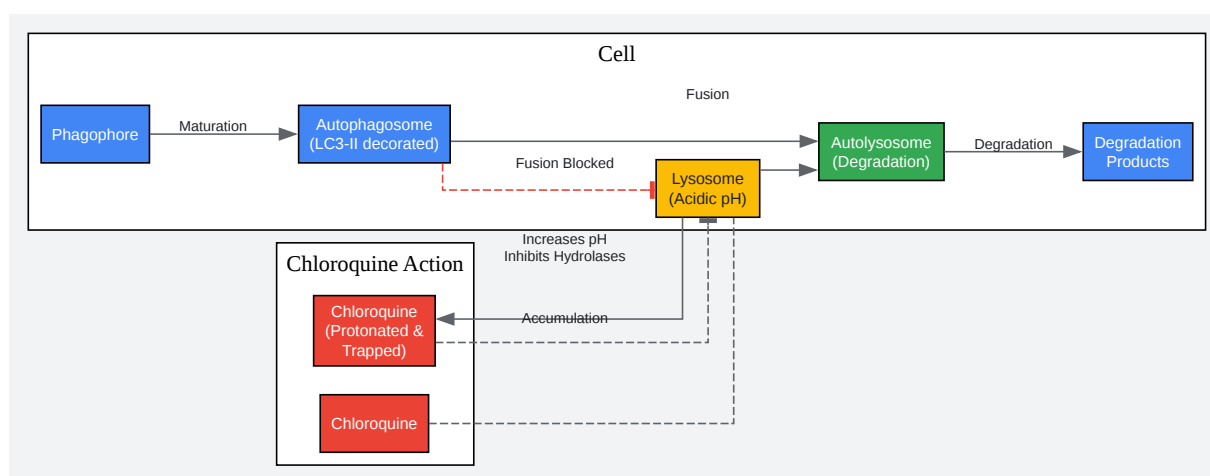 Cell
Fusion
Phagophore
Maturation
Autophagosome
(LC3-II decorated)
Autolysosome
(Degradation)
Degradation
Degradation
Products
Fusion Blocked
Lysosome
(Acidic pH)
Increases pH
Inhibits Hydrolases
Chloroquine Action
Chloroquine
(Protonated &
Trapped)
Accumulation
Chloroquine